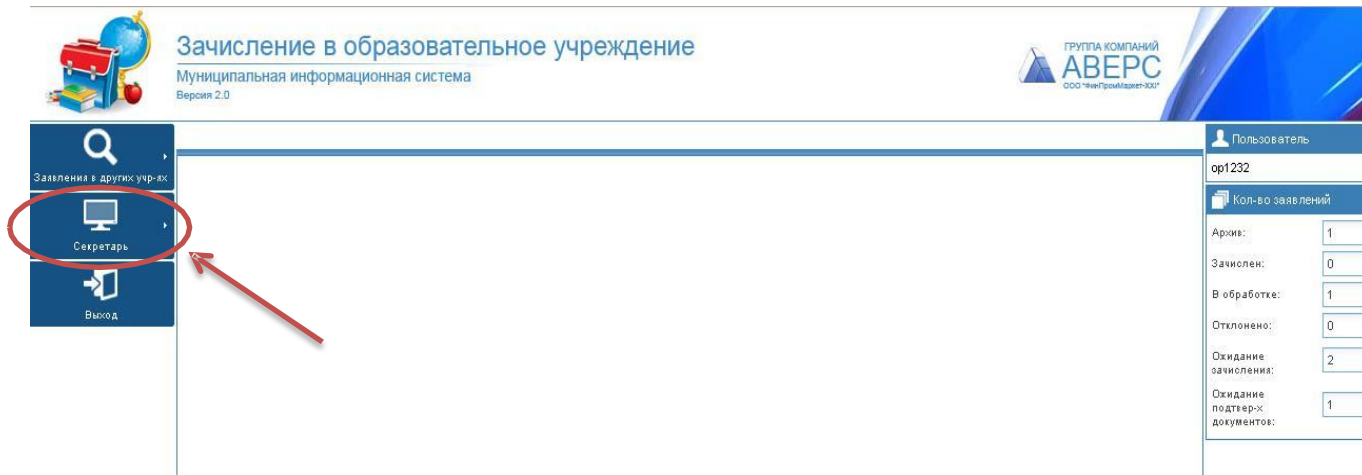 Зачисление в образовательное учреждение
Муниципальная информационная система
Версия 2.0
ГРУППА КОМПАНИЙ
АВЕРС
ООО "ФинПромМаркет-XXI"
Заявления в других учр-ях
Секретарь
Выход
Пользователь
op1232
Кол-во заявлений
Архив: 1
Зачислен: 0
В обработке: 1
Отклонено: 0
Ожидание
зачисления: 2
Ожидание
подтвер-х 1
документов: